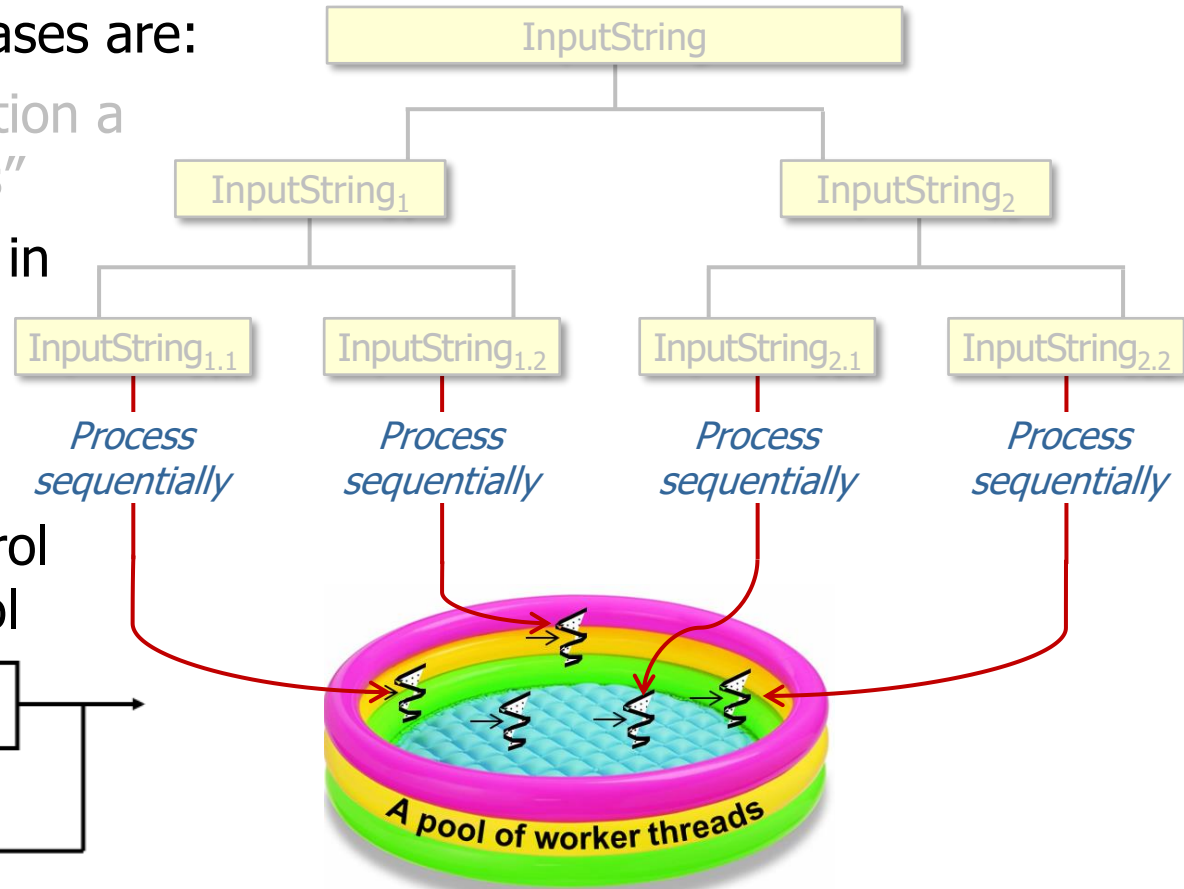 ases are:
InputString
tion a
s”
InputString1
InputString2
in
InputString1.1
InputString1.2
InputString2.1
InputString2.2
Process
sequentially
Process
sequentially
Process
sequentially
Process
sequentially
rol
ol
A pool of worker threads